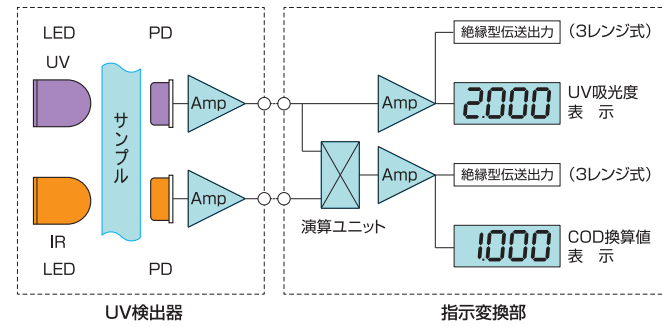 LED
PD
UV
Amp
サンプル
Amp
IR
LED
PD
UV検出器
絶縁型伝送出力
(3レンジ式)
Amp
2.000
UV吸光度
表 示
演算ユニット
Amp
絶縁型伝送出力
(3レンジ式)
1.000
COD換算値
表 示
指示変換部